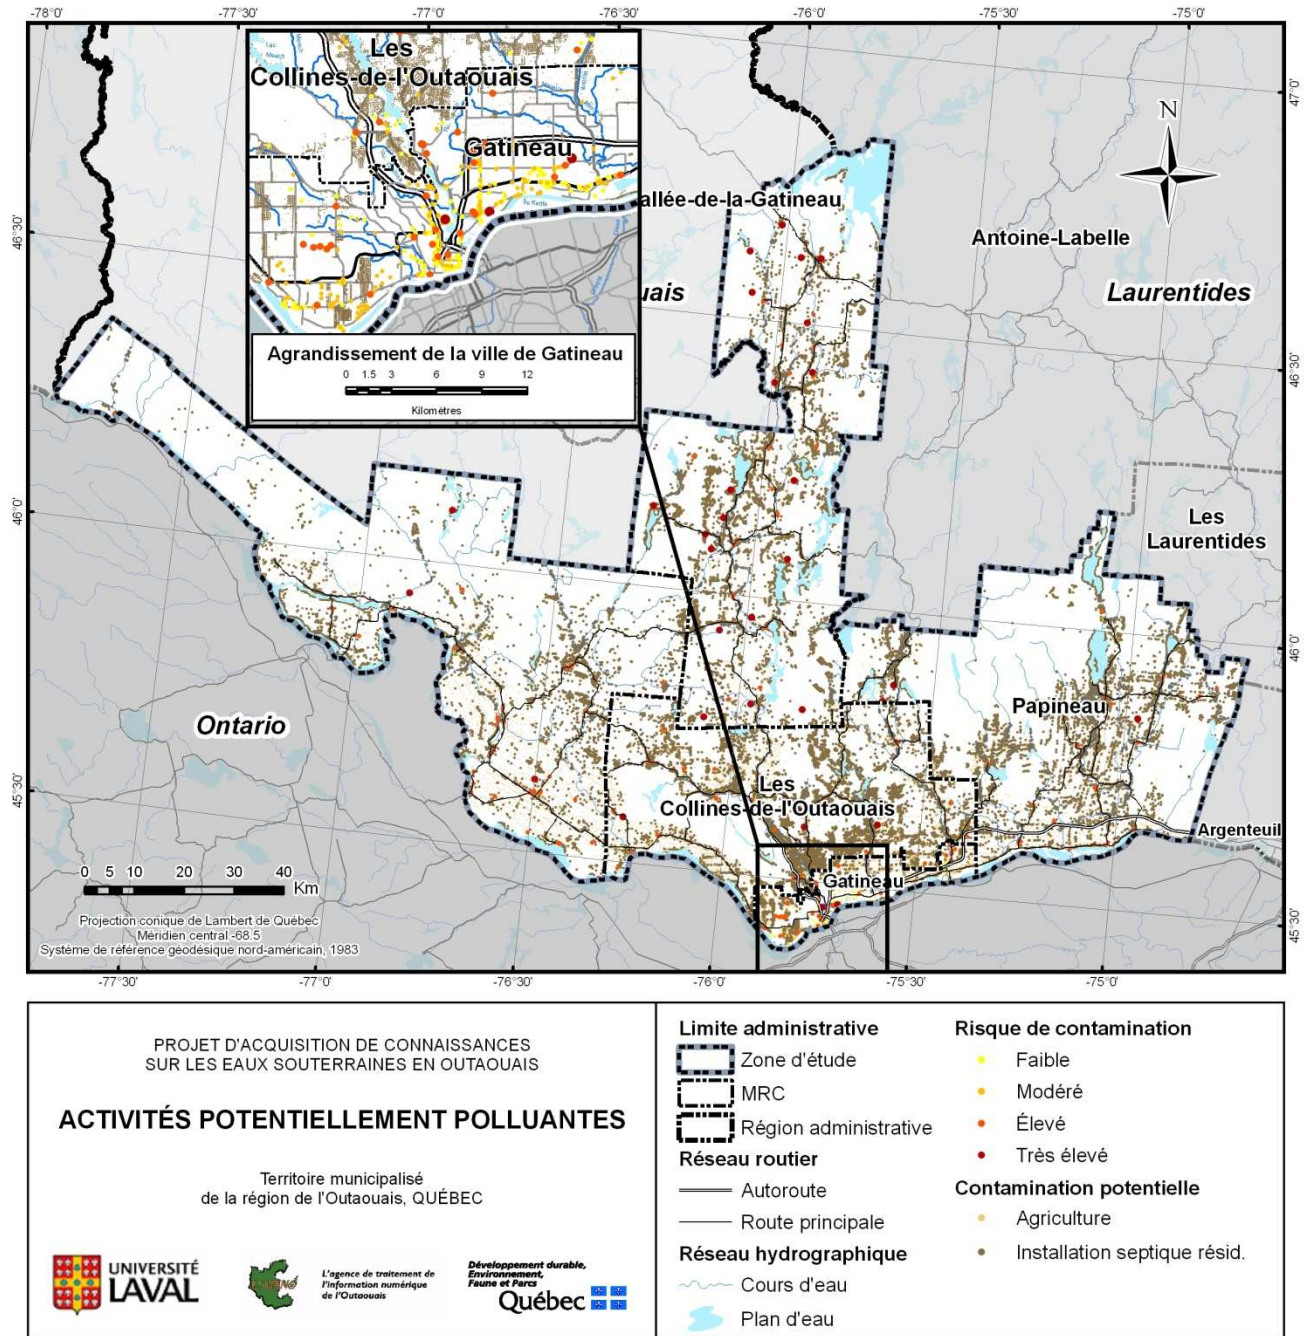 -78°0' -77°30' -77°0' -76°30' -76°0' -75°30' -75°0'
47°0'
46°30'
46°0'
45°30'
46°30'
46°0'
45°30'
Les
Collines-de-l'Outaouais
Gatineau
Agrandissement de la ville de Gatineau
0 1.5 3 6 9 12
Kilomètres
allée-de-la-Gatineau
uais
Antoine-Labelle
Laurentides
N
Les
Laurentides
Ontario
Papineau
Les
Collines-de-l'Outaouais
Gatineau
Argenteuil
0 5 10 20 30 40
Km
Projection conique de Lambert de Québec
Méridien central -68.5
Système de référence géodésique nord-américain, 1983
-77°30' -77°0' -76°30' -76°0' -75°30' -75°0'
PROJET D'ACQUISITION DE CONNAISSANCES
SUR LES EAUX SOUTERRAINES EN OUTAOUAIS
ACTIVITÉS POTENTIELLEMENT POLLUANTES
Territoire municipalisé
de la région de l'Outaouais, QUÉBEC
UNIVERSITÉ
LAVAL
L'agence de traitement de
l'information numérique
de l'Outaouais
Développement durable,
Environnement,
Faune et Parcs
Québec
Limite administrative
Zone d'étude
MRC
Région administrative
Réseau routier
Autoroute
Route principale
Réseau hydrographique
Cours d'eau
Plan d'eau
Risque de contamination
Faible
Modéré
Élevé
Très élevé
Contamination potentielle
Agriculture
Installation septique résid.